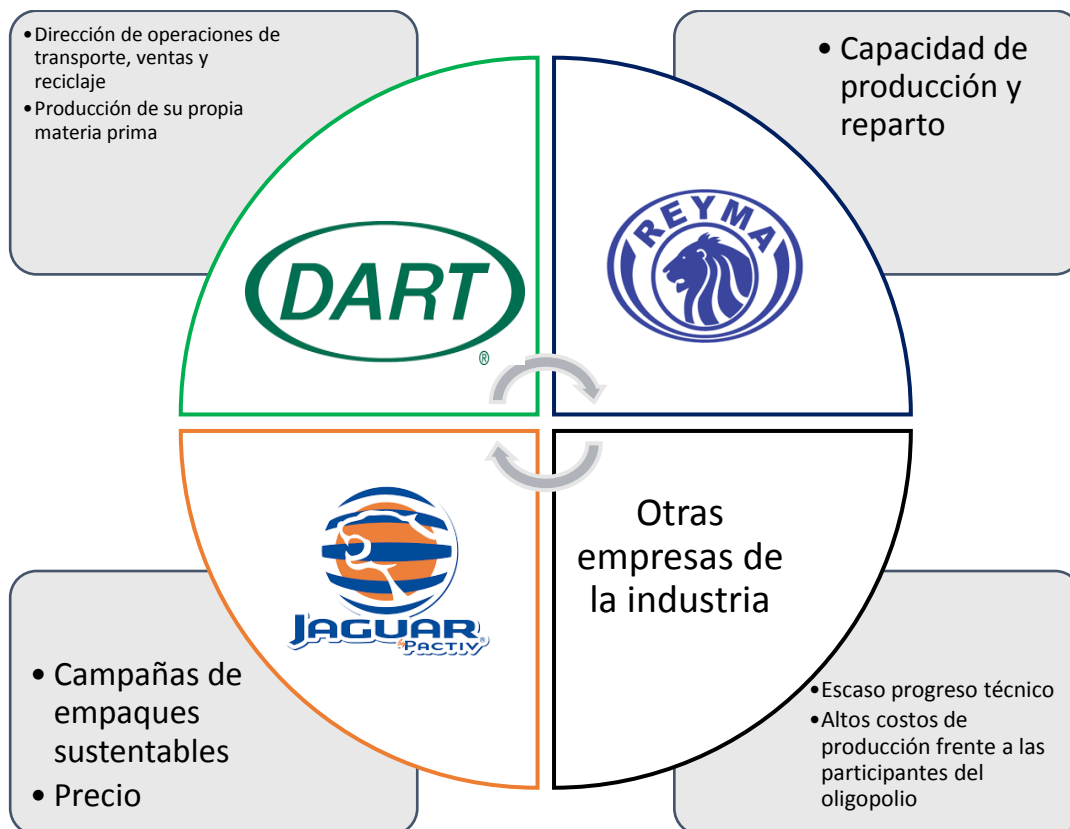 •Dirección de operaciones de
transporte, ventas y
reciclaje
•Producción de su propia
materia prima
• Capacidad de
producción y
reparto
DART
®
REYMA
JAGUAR
by PACTIV®
Otras
empresas de
la industria
• Campañas de
empaques
sustentables
• Precio
•Escaso progreso técnico
•Altos costos de
producción frente a las
participantes del
oligopolio